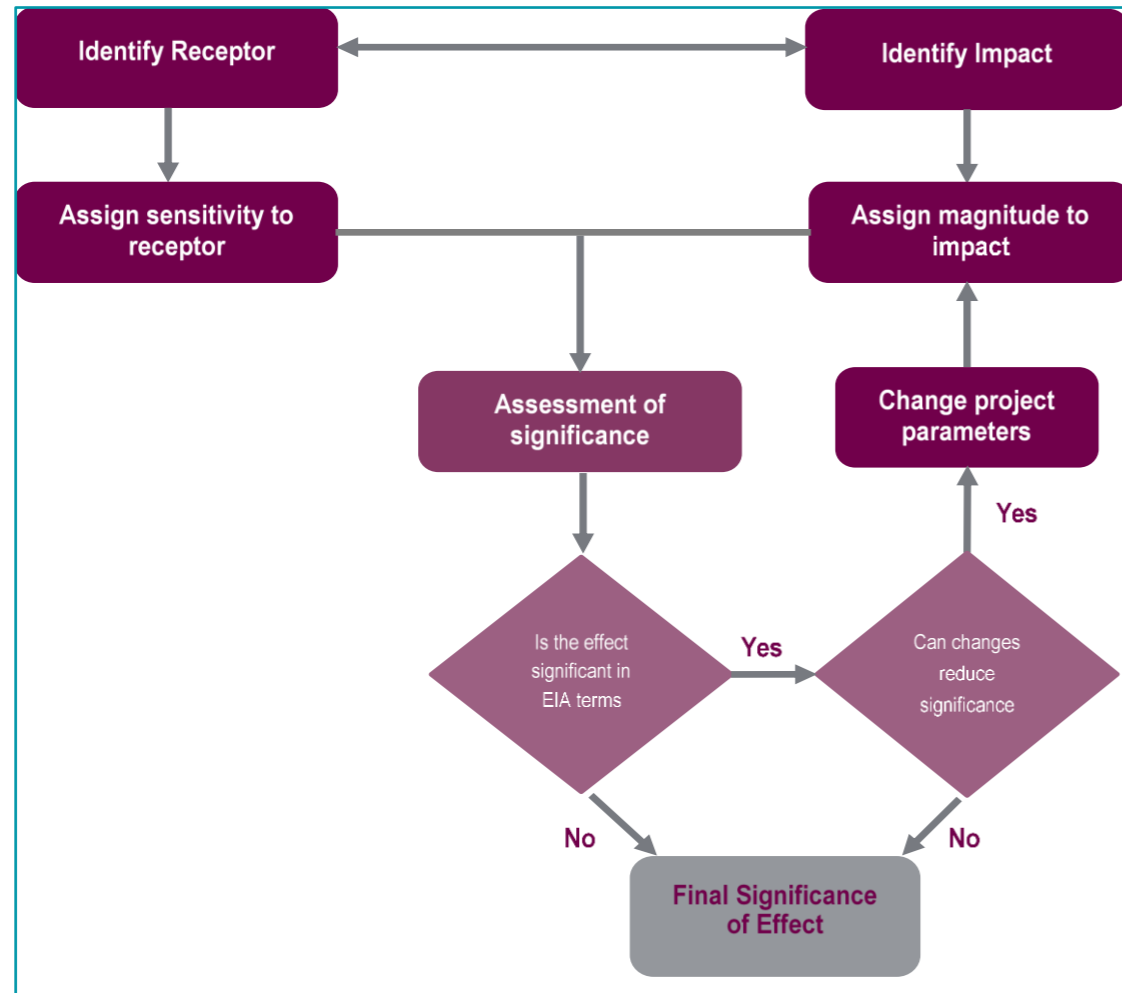 Identify Receptor
Identify Impact
Assign sensitivity to
receptor
Assign magnitude to
impact
Assessment of
significance
Change project
parameters
Yes
Is the effect
significant in
EIA terms
Yes
Can changes
reduce
significance
No
No
Final Significance
of Effect